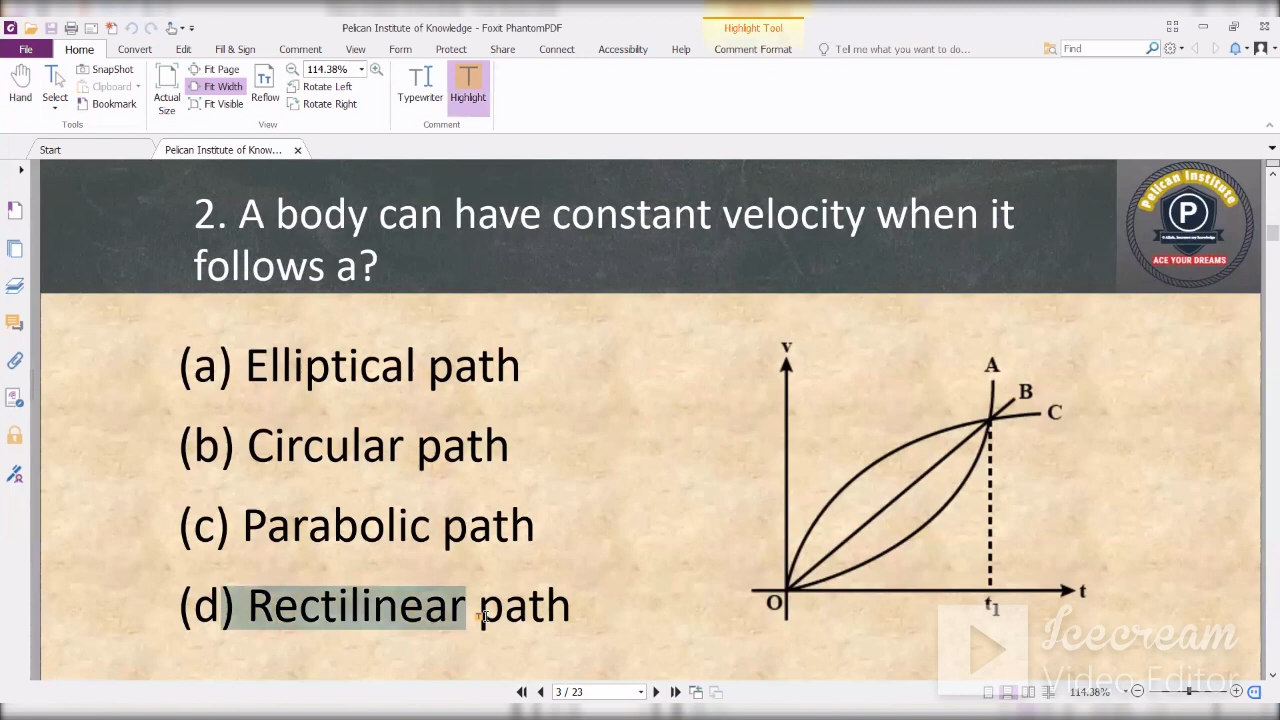 Pelican Institute of Knowledge - Foxit PhantomPDF
Highlight Tool
File
Home
Convert
Edit
Fill & Sign
Comment
View
Form
Protect
Share
Connect
Accessibility
Help
Comment Format
Tell me what you want to do...
Find
Hand
Select
SnapShot
Clipboard
Bookmark
Tools
Actual
Size
Fit Page
Fit Width
Fit Visible
Reflow
114.38%
Rotate Left
Rotate Right
View
Typewriter
Highlight
Comment
Start
Pelican Institute of Know...
2. A body can have constant velocity when it
follows a?
Pelican Institute
P
ACE YOUR DREAMS
(a) Elliptical path
(b) Circular path
(c) Parabolic path
(d) Rectilinear path
v
A
B
C
O
t1
t
Icecream
Video Editor
3 / 23
114.38%